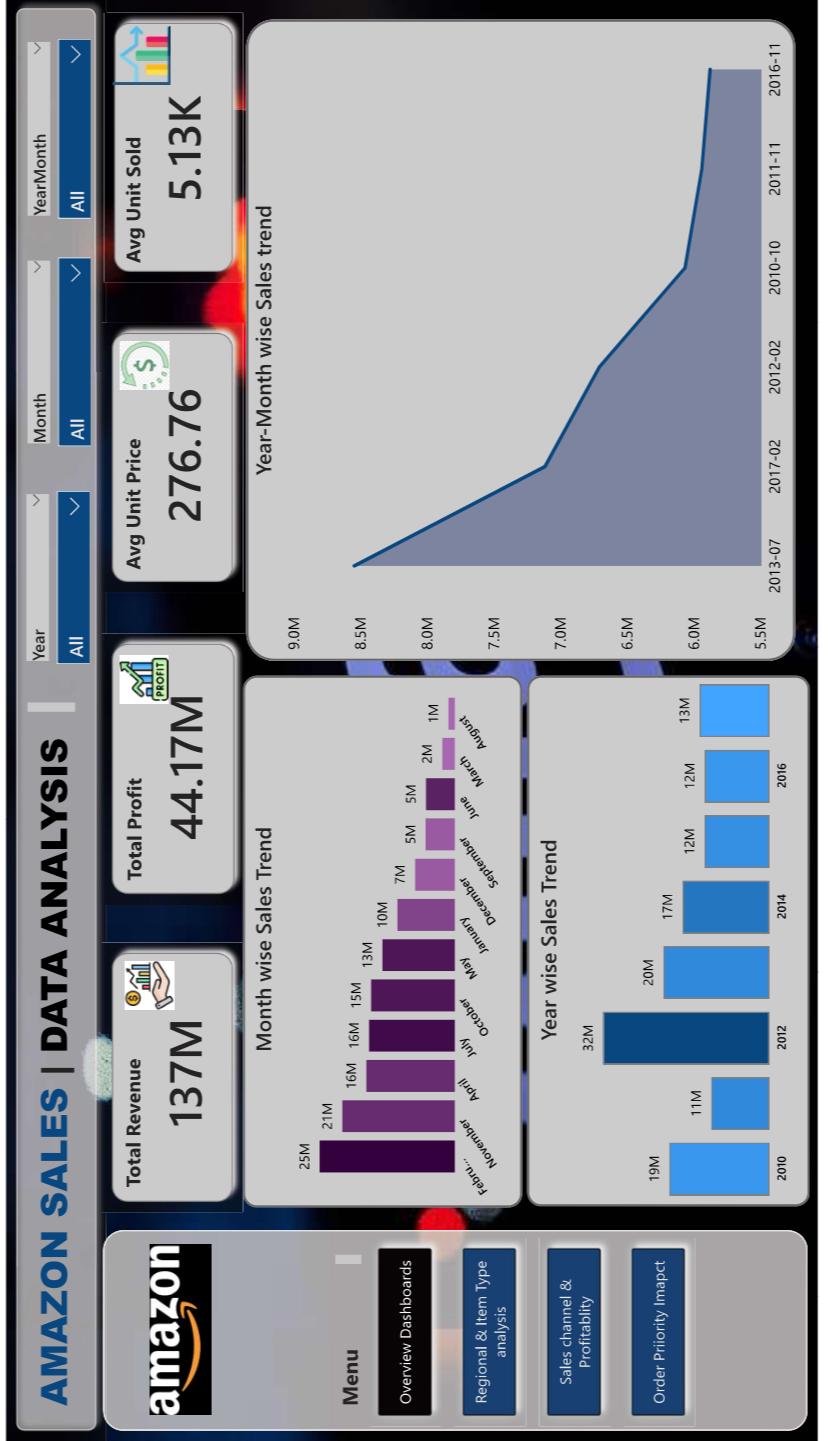 AMAZON SALES | DATA ANALYSIS
Year
All
Month
All
YearMonth
All
amazon
Menu
Overview Dashboards
Regional & Item Type
analysis
Sales channel &
Profitablity
Order Priiority Imapct
Total Revenue
137M
Total Profit
PROFIT
44.17M
Avg Unit Price
$
276.76
Avg Unit Sold
5.13K
Month wise Sales Trend
25M
21M
16M
16M
15M
13M
10M
7M
5M
5M
2M
1M
Febru...
November
April
July
October
May
January
December
September
June
March
August
Year wise Sales Trend
19M
11M
32M
20M
17M
12M
12M
13M
2010
2012
2014
2016
Year-Month wise Sales trend
9.0M
8.5M
8.0M
7.5M
7.0M
6.5M
6.0M
5.5M
2013-07
2017-02
2012-02
2010-10
2011-11
2016-11